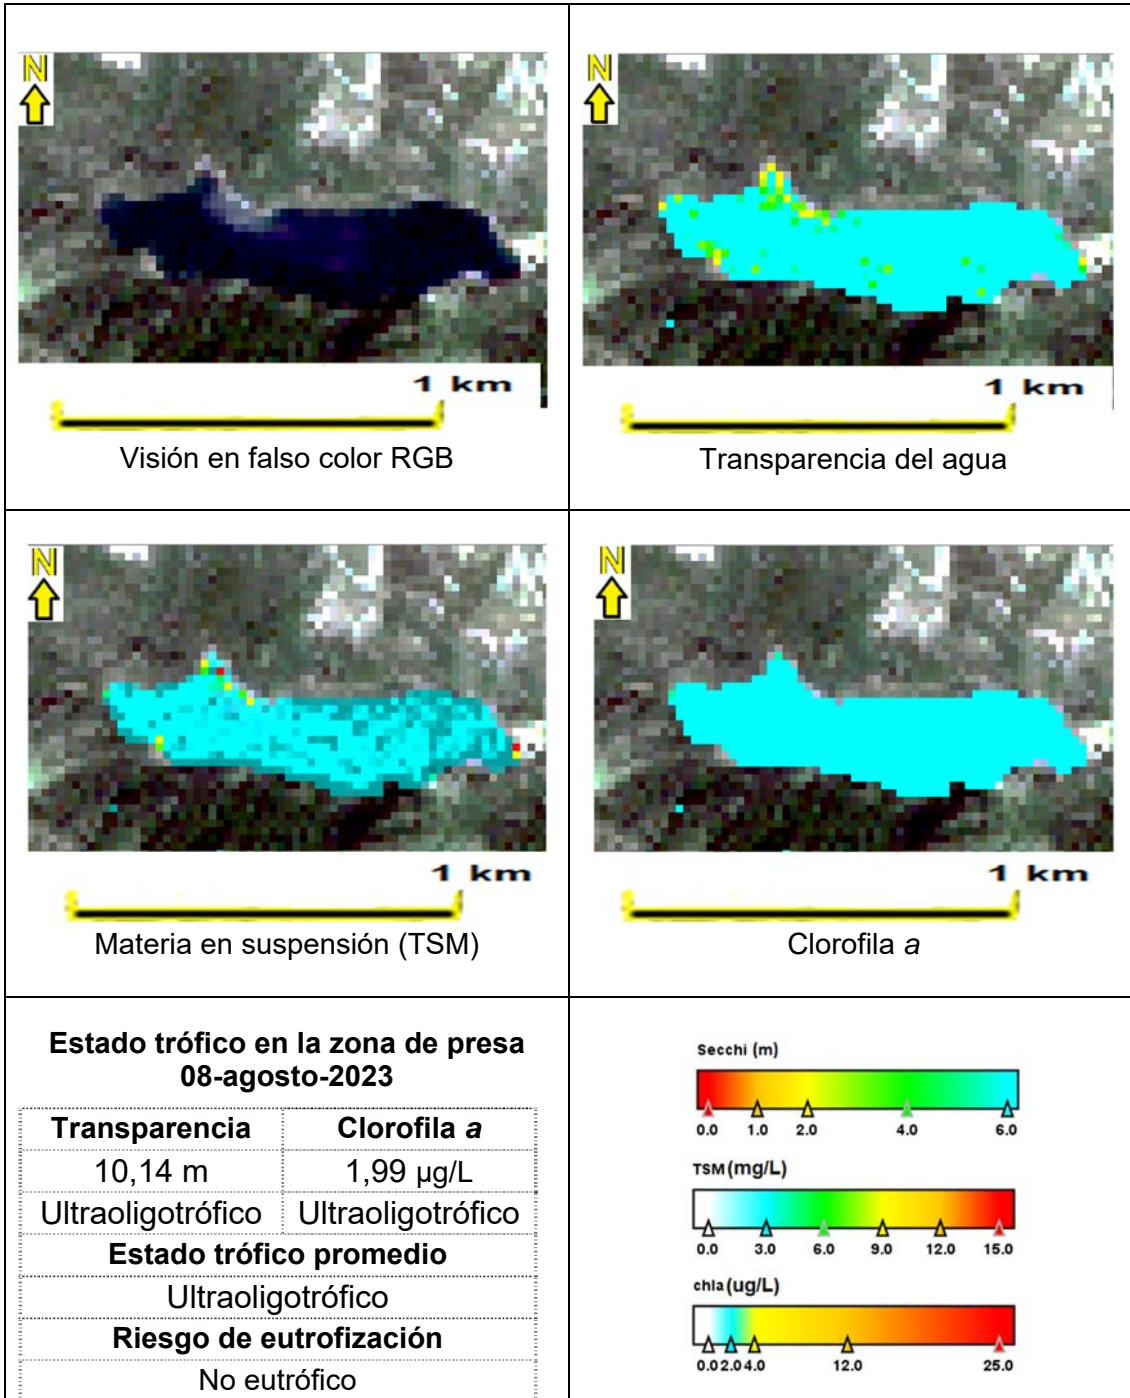 N
1 km
Visión en falso color RGB
N
1 km
Transparencia del agua
N
1 km
Materia en suspensión (TSM)
N
1 km
Clorofila a
Estado trófico en la zona de presa
08-agosto-2023
Transparencia Clorofila a
10,14 m 1,99 µg/L
Ultraoligotrófico Ultraoligotrófico
Estado trófico promedio
Ultraoligotrófico
Riesgo de eutrofización
No eutrófico
Secchi (m)
0.0 1.0 2.0 4.0 6.0
TSM (mg/L)
0.0 3.0 6.0 9.0 12.0 15.0
chla (ug/L)
0.0 2.0 4.0 12.0 25.0